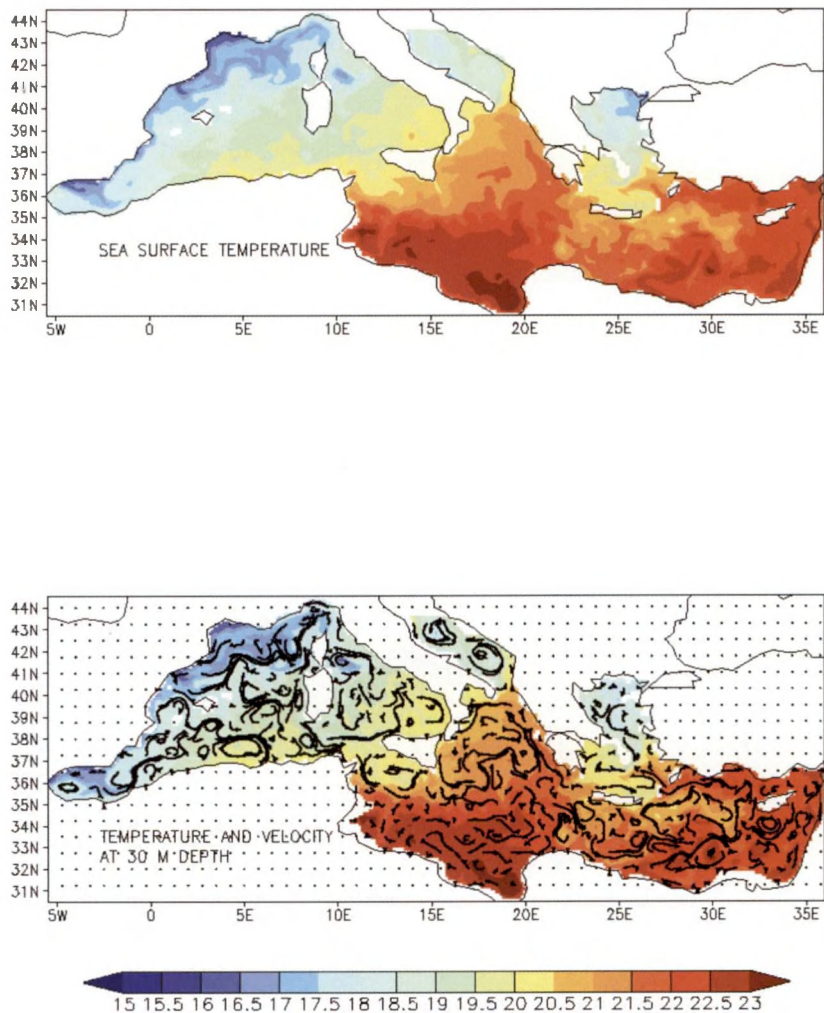 44N
43N
42N
41N
40N
39N
38N
37N
36N
35N
34N
33N
32N
31N
SEA SURFACE TEMPERATURE
5W 0 5E 10E 15E 20E 25E 30E 35E
44N
43N
42N
41N
40N
39N
38N
37N
36N
35N
34N
33N
32N
31N
TEMPERATURE AND VELOCITY
AT 30 M DEPTH
5W 0 5E 10E 15E 20E 25E 30E 35E
15 15.5 16 16.5 17 17.5 18 18.5 19 19.5 20 20.5 21 21.5 22 22.5 23